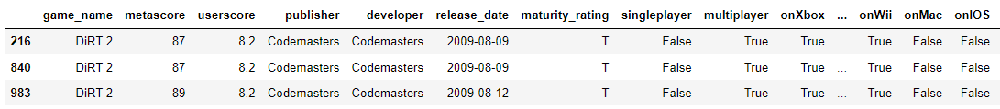 game_name metascore userscore publisher developer release_date maturity_rating singleplayer multiplayer onXbox ... onWii onMac onIOS
216 DiRT 2 87 8.2 Codemasters Codemasters 2009-08-09 T False True True ... True False False
840 DiRT 2 87 8.2 Codemasters Codemasters 2009-08-09 T False True True ... True False False
983 DiRT 2 89 8.2 Codemasters Codemasters 2009-08-12 T False True True ... True False False